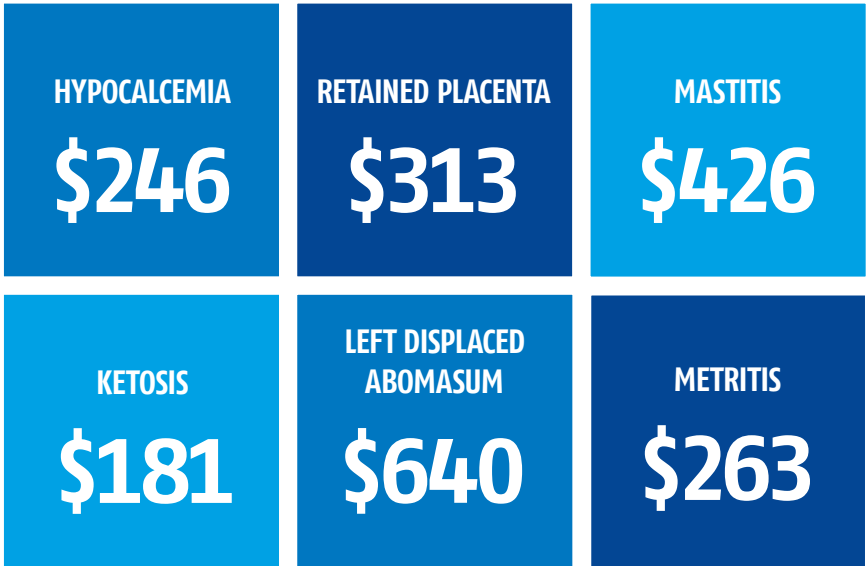 HYPOCALCEMIA
$246
RETAINED PLACENTA
$313
MASTITIS
$426
KETOSIS
$181
LEFT DISPLACED
ABOMASUM
$640
METRITIS
$263